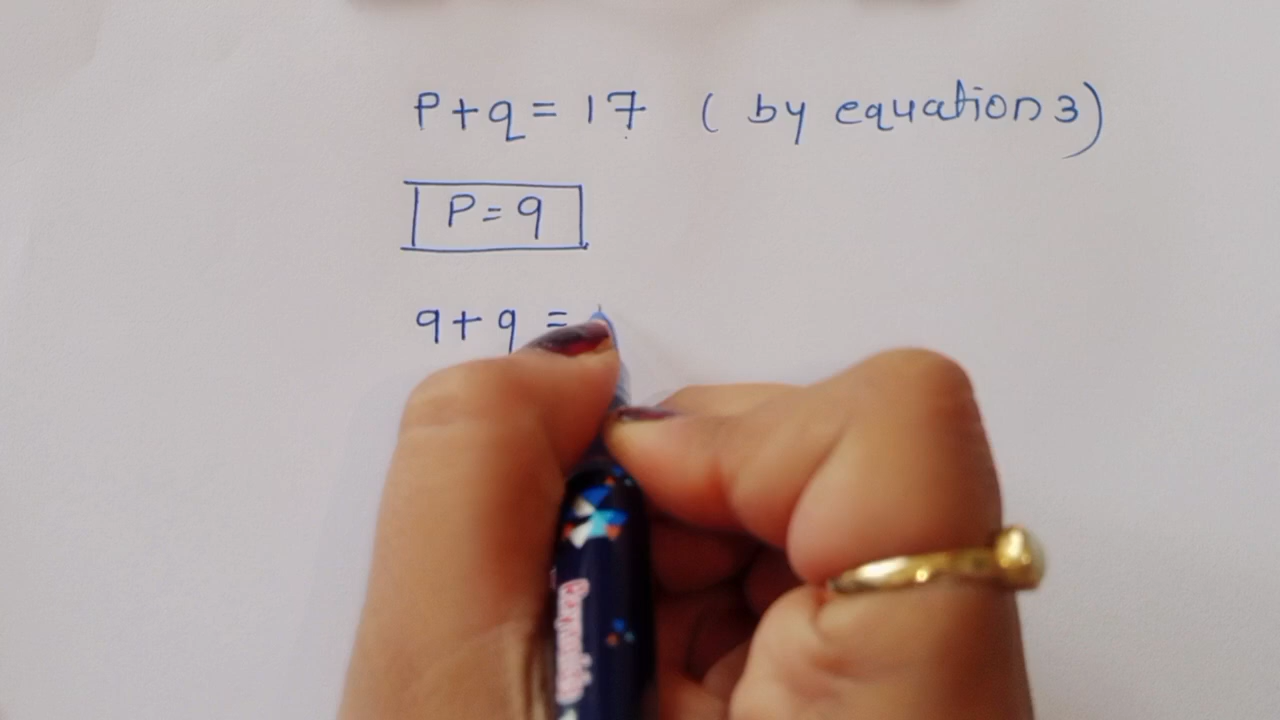 P+q = 17 ( by equation 3)
P = 9
9 + q =